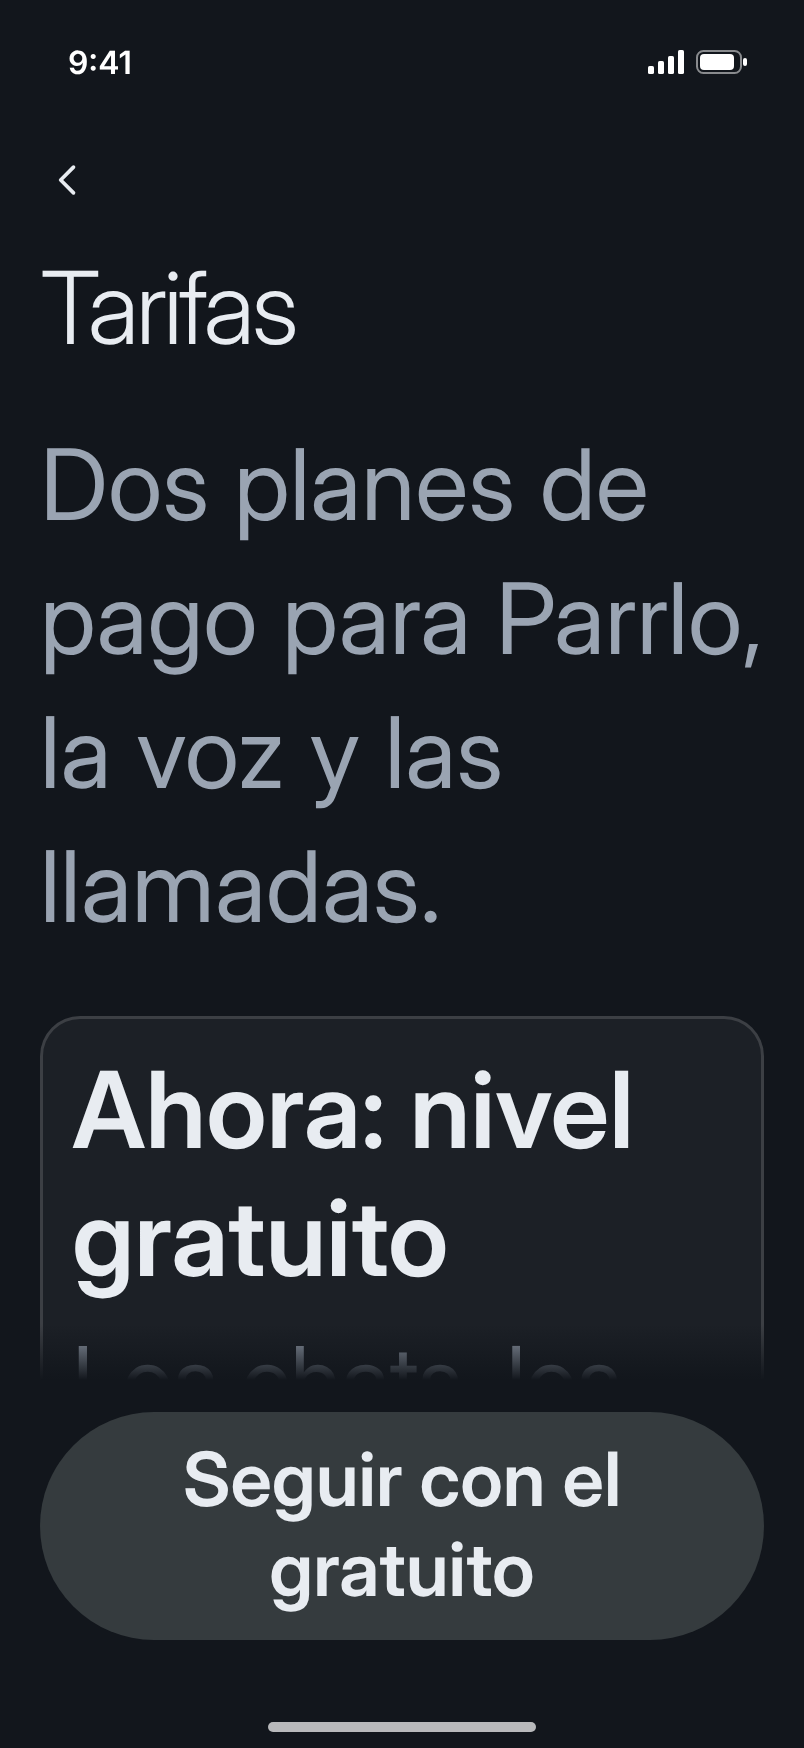 9:41
Tarifas
Dos planes de
pago para Parrlo,
la voz y las
llamadas.
Ahora: nivel
gratuito
Seguir con el
gratuito